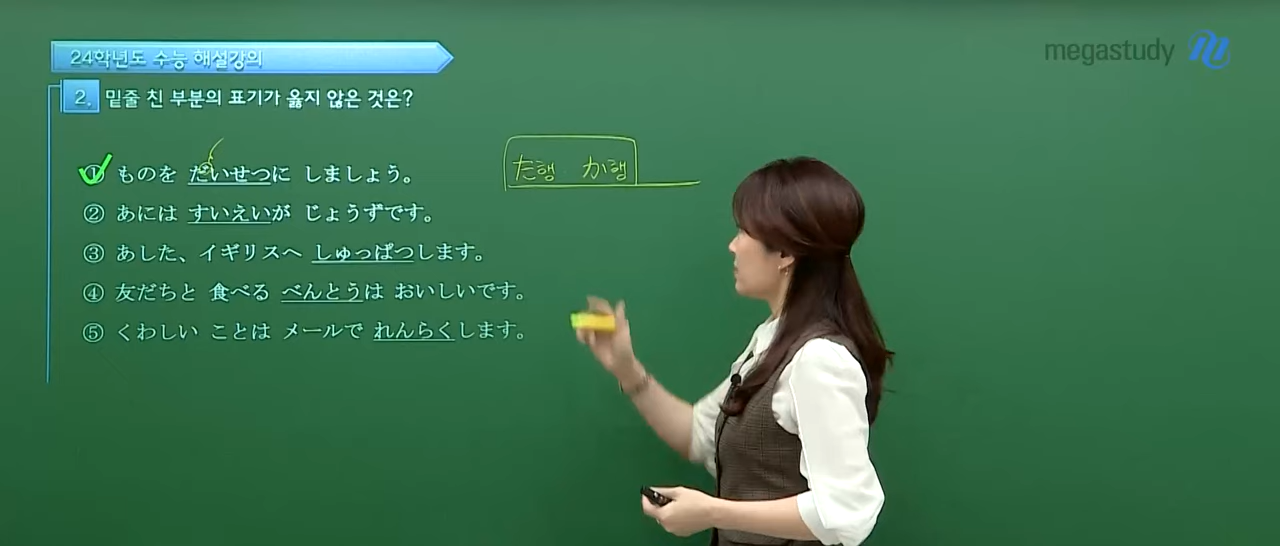 24학년도 수능 해설강의
megastudy
2. 밑줄 친 부분의 표기가 옳지 않은 것은?
① ものを だいせつに しましょう。
た행 か행
② あには すいえいが じょうずです。
③ あした、イギリスへ しゅっぱつします。
④ 友だちと 食べる べんとうは おいしいです。
⑤ くわしい ことは メールで れんらくします。